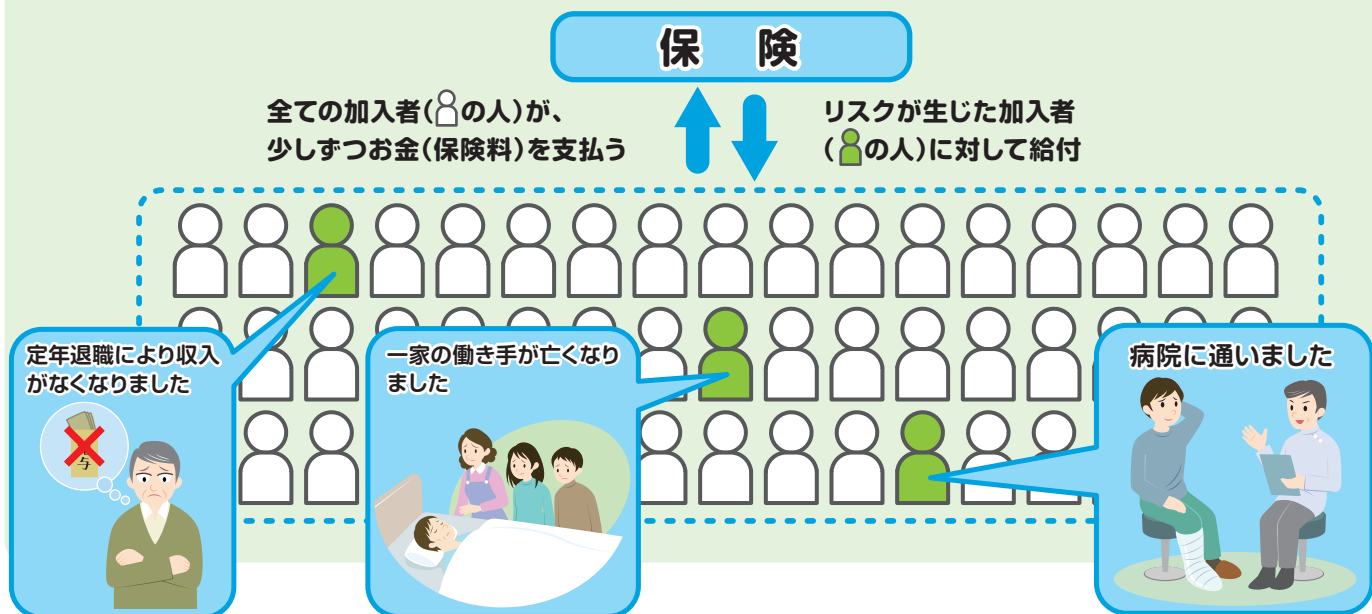 保　険
全ての加入者(の人)が、
少しずつお金(保険料)を支払う
リスクが生じた加入者
(の人)に対して給付
定年退職により収入
がなくなりました
与
一家の働き手が亡くなり
ました
病院に通いました